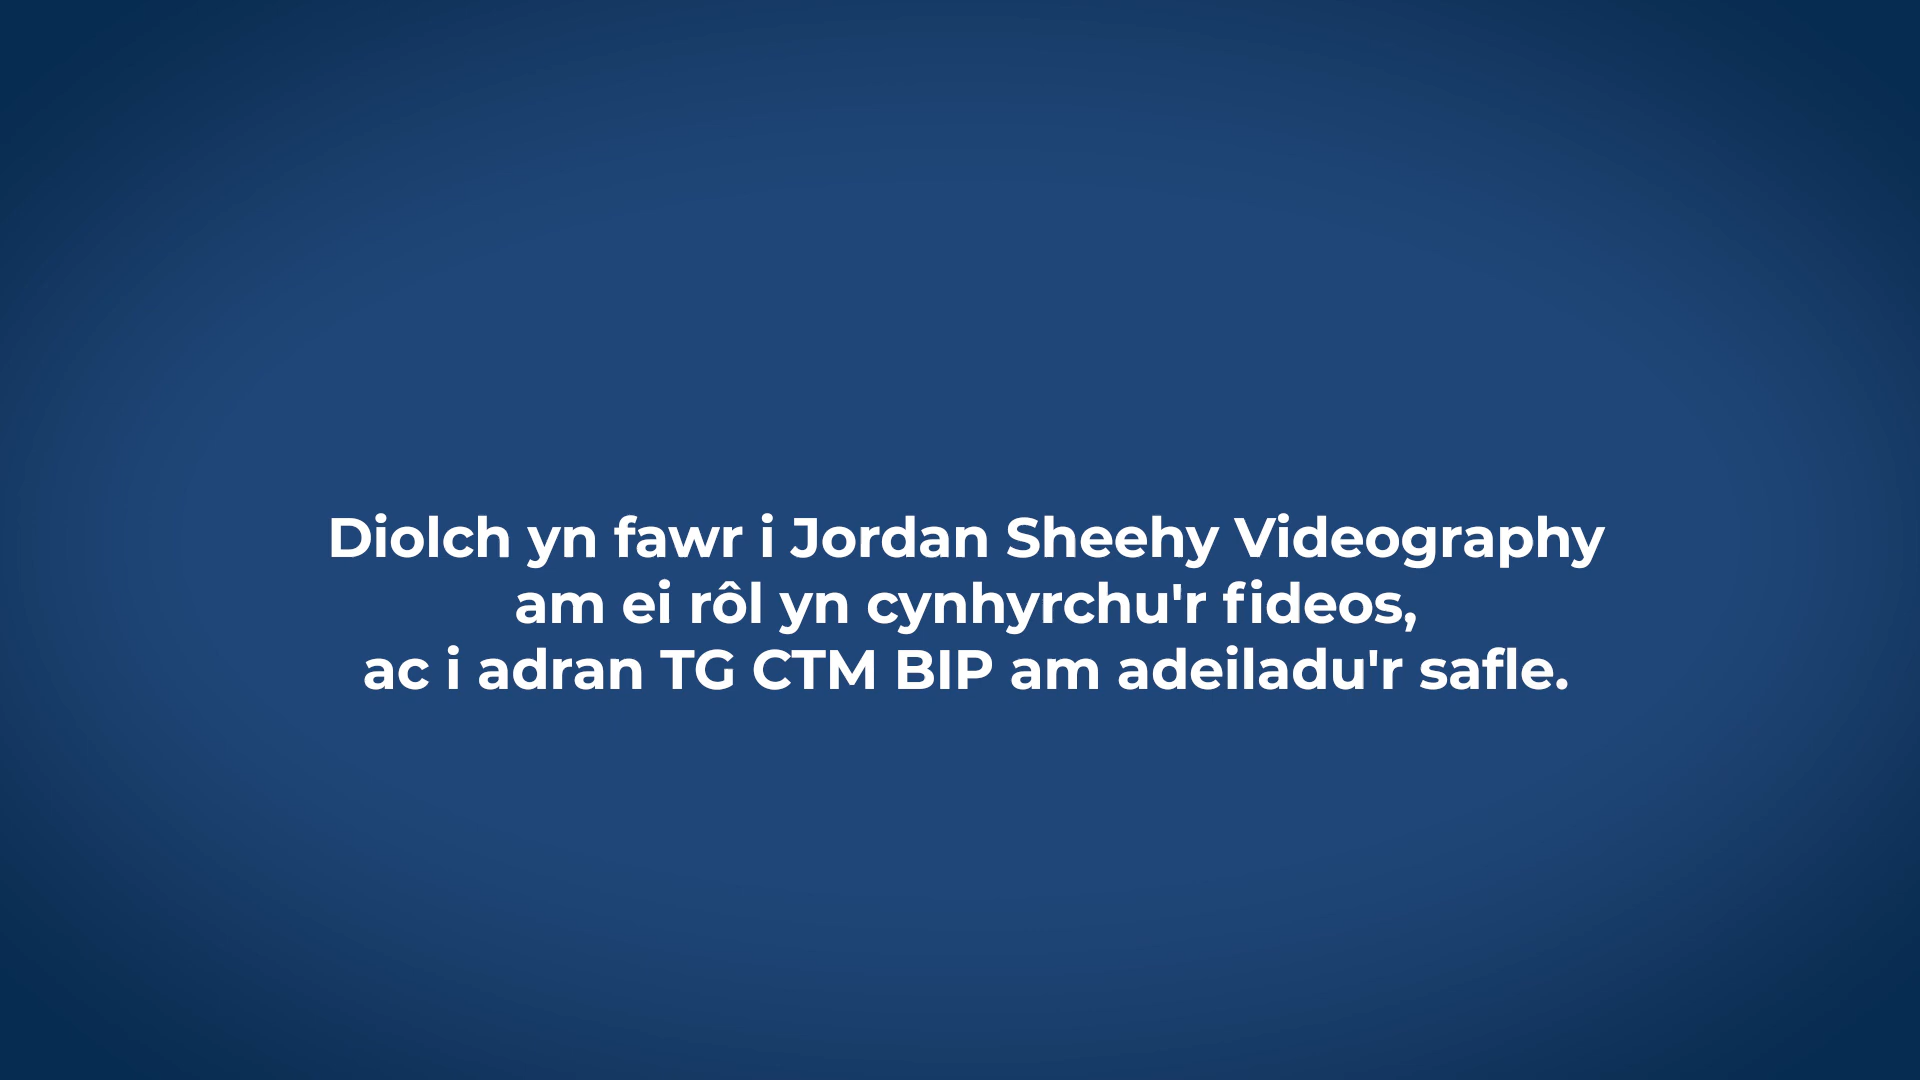 Diolch yn fawr i Jordan Sheehy Videography
am ei rôl yn cynhyrchu'r fideos,
ac i adran TG CTM BIP am adeiladu'r safle.